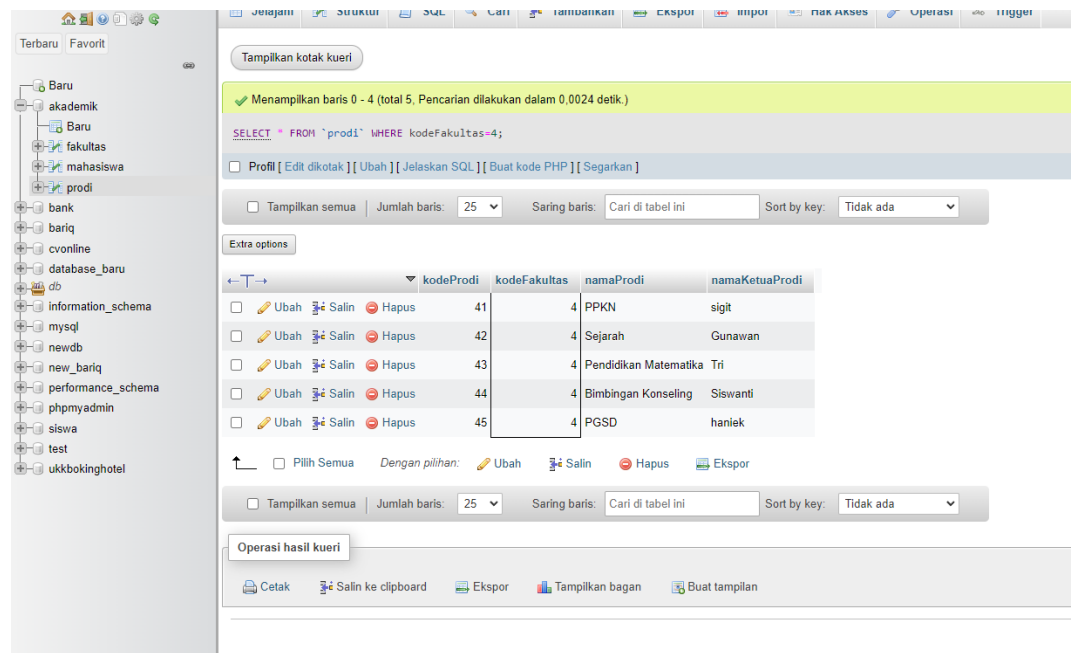 Jelajahi Struktur SQL Cari Tambahkan Ekspor Impor Hak Akses Operasi Trigger
Terbaru Favorit
Baru
akademik
Baru
fakultas
mahasiswa
prodi
bank
bariq
cvonline
database_baru
db
information_schema
mysql
newdb
new_bariq
performance_schema
phpmyadmin
siswa
test
ukkbokinghotel
Tampilkan kotak kueri
Menampilkan baris 0 - 4 (total 5, Pencarian dilakukan dalam 0,0024 detik.)
SELECT * FROM `prodi` WHERE kodeFakultas=4;
Profil [ Edit dikotak ] [ Ubah ] [ Jelaskan SQL ] [ Buat kode PHP ] [ Segarkan ]
Tampilkan semua | Jumlah baris: 25 Saring baris: Cari di tabel ini Sort by key: Tidak ada
Extra options
←T→ kodeProdi kodeFakultas namaProdi namaKetuaProdi
Ubah Salin Hapus 41 4 PPKN sigit
Ubah Salin Hapus 42 4 Sejarah Gunawan
Ubah Salin Hapus 43 4 Pendidikan Matematika Tri
Ubah Salin Hapus 44 4 Bimbingan Konseling Siswanti
Ubah Salin Hapus 45 4 PGSD haniek
Pilih Semua Dengan pilihan: Ubah Salin Hapus Ekspor
Tampilkan semua | Jumlah baris: 25 Saring baris: Cari di tabel ini Sort by key: Tidak ada
Operasi hasil kueri
Cetak Salin ke clipboard Ekspor Tampilkan bagan Buat tampilan